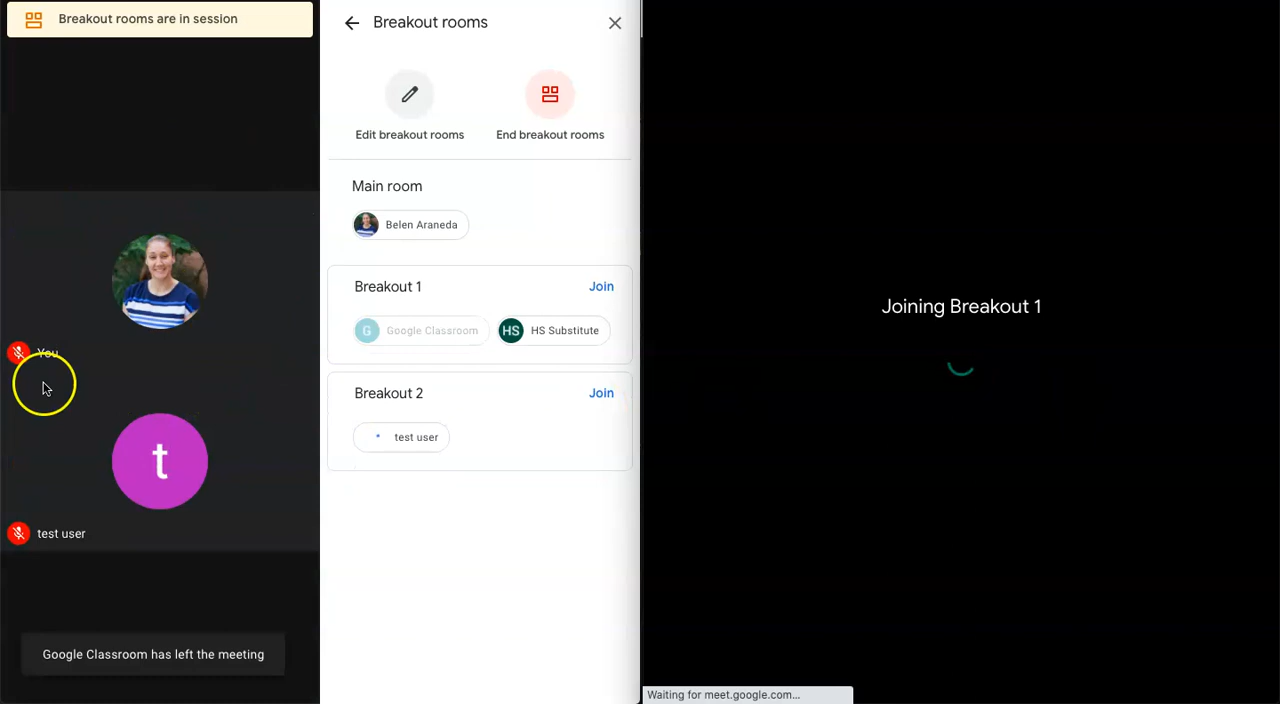 Breakout rooms are in session
You
t
test user
Google Classroom has left the meeting
Breakout rooms
Edit breakout rooms
End breakout rooms
Main room
Belen Araneda
Breakout 1
Join
G
Google Classroom
HS
HS Substitute
Breakout 2
Join
test user
Joining Breakout 1
Waiting for meet.google.com...